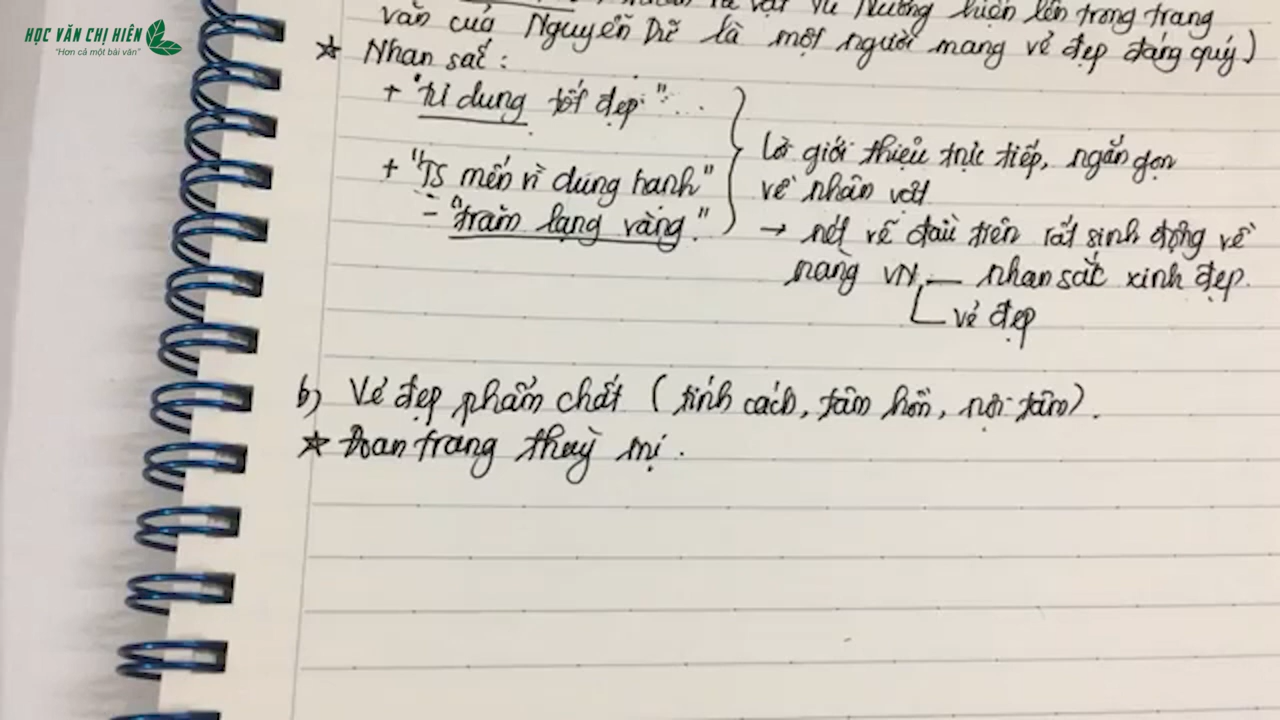 HỌC VĂN CHỊ HIÊN
"Hơn cả một bài văn"
vật Vũ Nương hiện lên trong trang
văn của Nguyễn Dữ là một người mang vẻ đẹp đáng quý)
☆ Nhan sắc :
+ "tư dung tốt đẹp"...
+ "TS mến vì dung hạnh"
= "trăm lạng vàng."
Lời giới thiệu trực tiếp, ngắn gọn
về nhân vật
→ nét vẽ đầu tiên rất sinh động về
nàng VN — nhan sắc xinh đẹp.
vẻ đẹp
b) Vẻ đẹp phẩm chất (tính cách, tâm hồn, nội tâm).
☆ Đoan trang thuỳ mị.